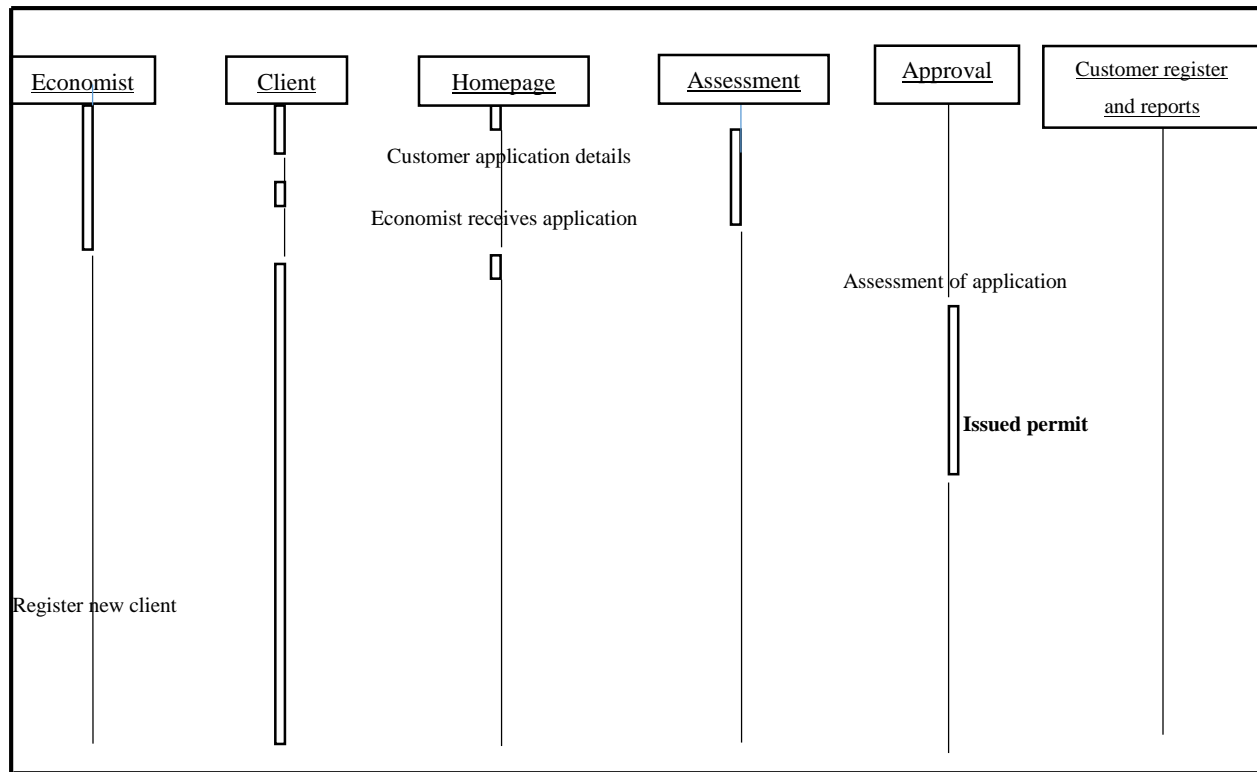 Economist
Client
Homepage
Assessment
Approval
Customer register
and reports
Customer application details
Economist receives application
Assessment of application
Issued permit
Register new client